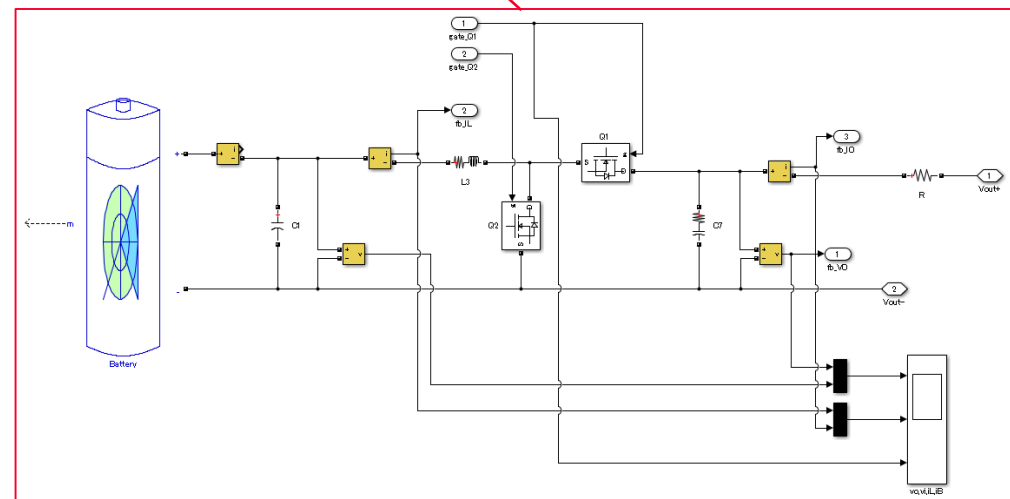 1
gate_Q1
2
gate_Q2
2
fb_IL
Q1
g
S
D
3
fb_IO
i
+
-
i
+
-
L3
i
+
-
R
1
Vout+
+
m
C1
Q2
g
D
S
C7
v
+
-
v
+
-
1
fb_VO
-
2
Vout-
Battery
vo,vi,iL,iB